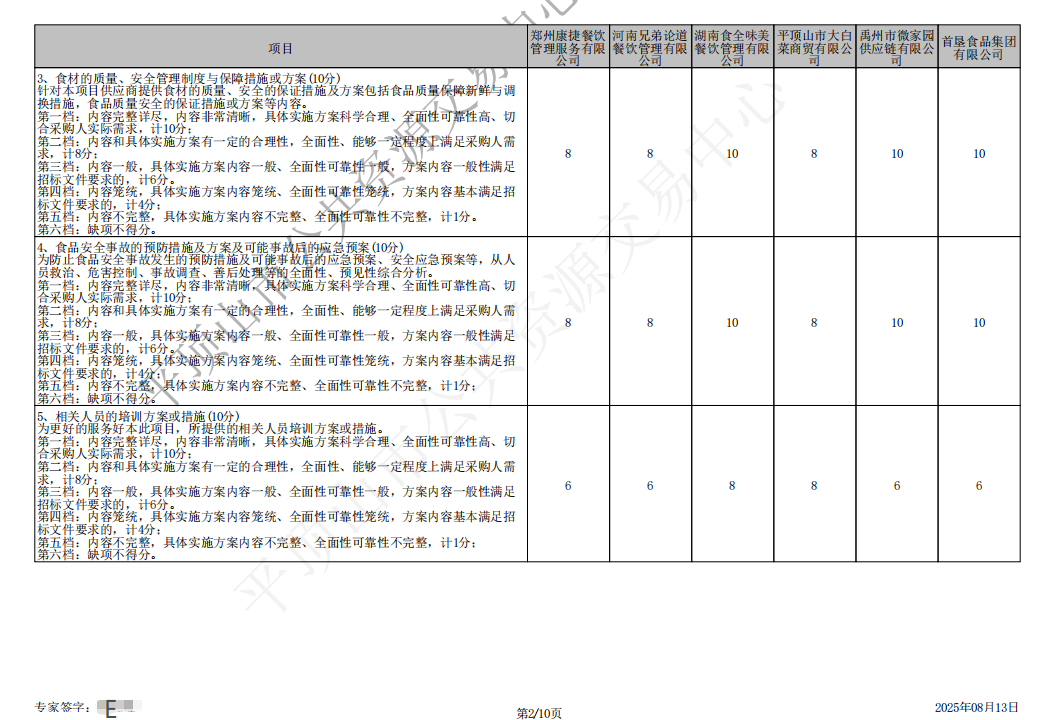 项目
郑州康捷餐饮
管理服务有限
公司
河南兄弟论道
餐饮管理有限
公司
湖南食全味美
餐饮管理有限
公司
平顶山市大白
菜商贸有限公
司
禹州市微家园
供应链有限公
司
首垦食品集团
有限公司
3、食材的质量、安全管理制度与保障措施或方案(10分)
针对本项目供应商提供食材的质量、安全的保证措施及方案包括食品质量保障新鲜与调
换措施，食品质量安全的保证措施或方案等内容。
第一档：内容完整详尽，内容非常清晰，具体实施方案科学合理、全面性可靠性高、切
合采购人实际需求，计10分；
第二档：内容和具体实施方案有一定的合理性，全面性、能够一定程度上满足采购人需
求，计8分；
第三档：内容一般，具体实施方案内容一般、全面性可靠性一般，方案内容一般性满足
招标文件要求的，计6分。
第四档：内容笼统，具体实施方案内容笼统、全面性可靠性笼统，方案内容基本满足招
标文件要求的，计4分；
第五档：内容不完整，具体实施方案内容不完整、全面性可靠性不完整，计1分。
第六档：缺项不得分。
8 8 10 8 10 10
4、食品安全事故的预防措施及方案及可能事故后的应急预案(10分)
为防止食品安全事故发生的预防措施及可能事故后的应急预案、安全应急预案等，从人
员救治、危害控制、事故调查、善后处理等的全面性、预见性综合分析。
第一档：内容完整详尽，内容非常清晰，具体实施方案科学合理、全面性可靠性高、切
合采购人实际需求，计10分；
第二档：内容和具体实施方案有一定的合理性，全面性、能够一定程度上满足采购人需
求，计8分；
第三档：内容一般，具体实施方案内容一般、全面性可靠性一般，方案内容一般性满足
招标文件要求的，计6分。
第四档：内容笼统，具体实施方案内容笼统、全面性可靠性笼统，方案内容基本满足招
标文件要求的，计4分；
第五档：内容不完整，具体实施方案内容不完整、全面性可靠性不完整，计1分；
第六档：缺项不得分。
8 8 10 8 10 10
5、相关人员的培训方案或措施(10分)
为更好的服务好本此项目，所提供的相关人员培训方案或措施。
第一档：内容完整详尽，内容非常清晰，具体实施方案科学合理、全面性可靠性高、切
合采购人实际需求，计10分；
第二档：内容和具体实施方案有一定的合理性，全面性、能够一定程度上满足采购人需
求，计8分；
第三档：内容一般，具体实施方案内容一般、全面性可靠性一般，方案内容一般性满足
招标文件要求的，计6分。
第四档：内容笼统，具体实施方案内容笼统、全面性可靠性笼统，方案内容基本满足招
标文件要求的，计4分；
第五档：内容不完整，具体实施方案内容不完整、全面性可靠性不完整，计1分；
第六档：缺项不得分。
6 6 8 8 6 6
平顶山市公共资源交易中心
平顶山市公共资源交易中心
专家签字：E
第2/10页
2025年08月13日